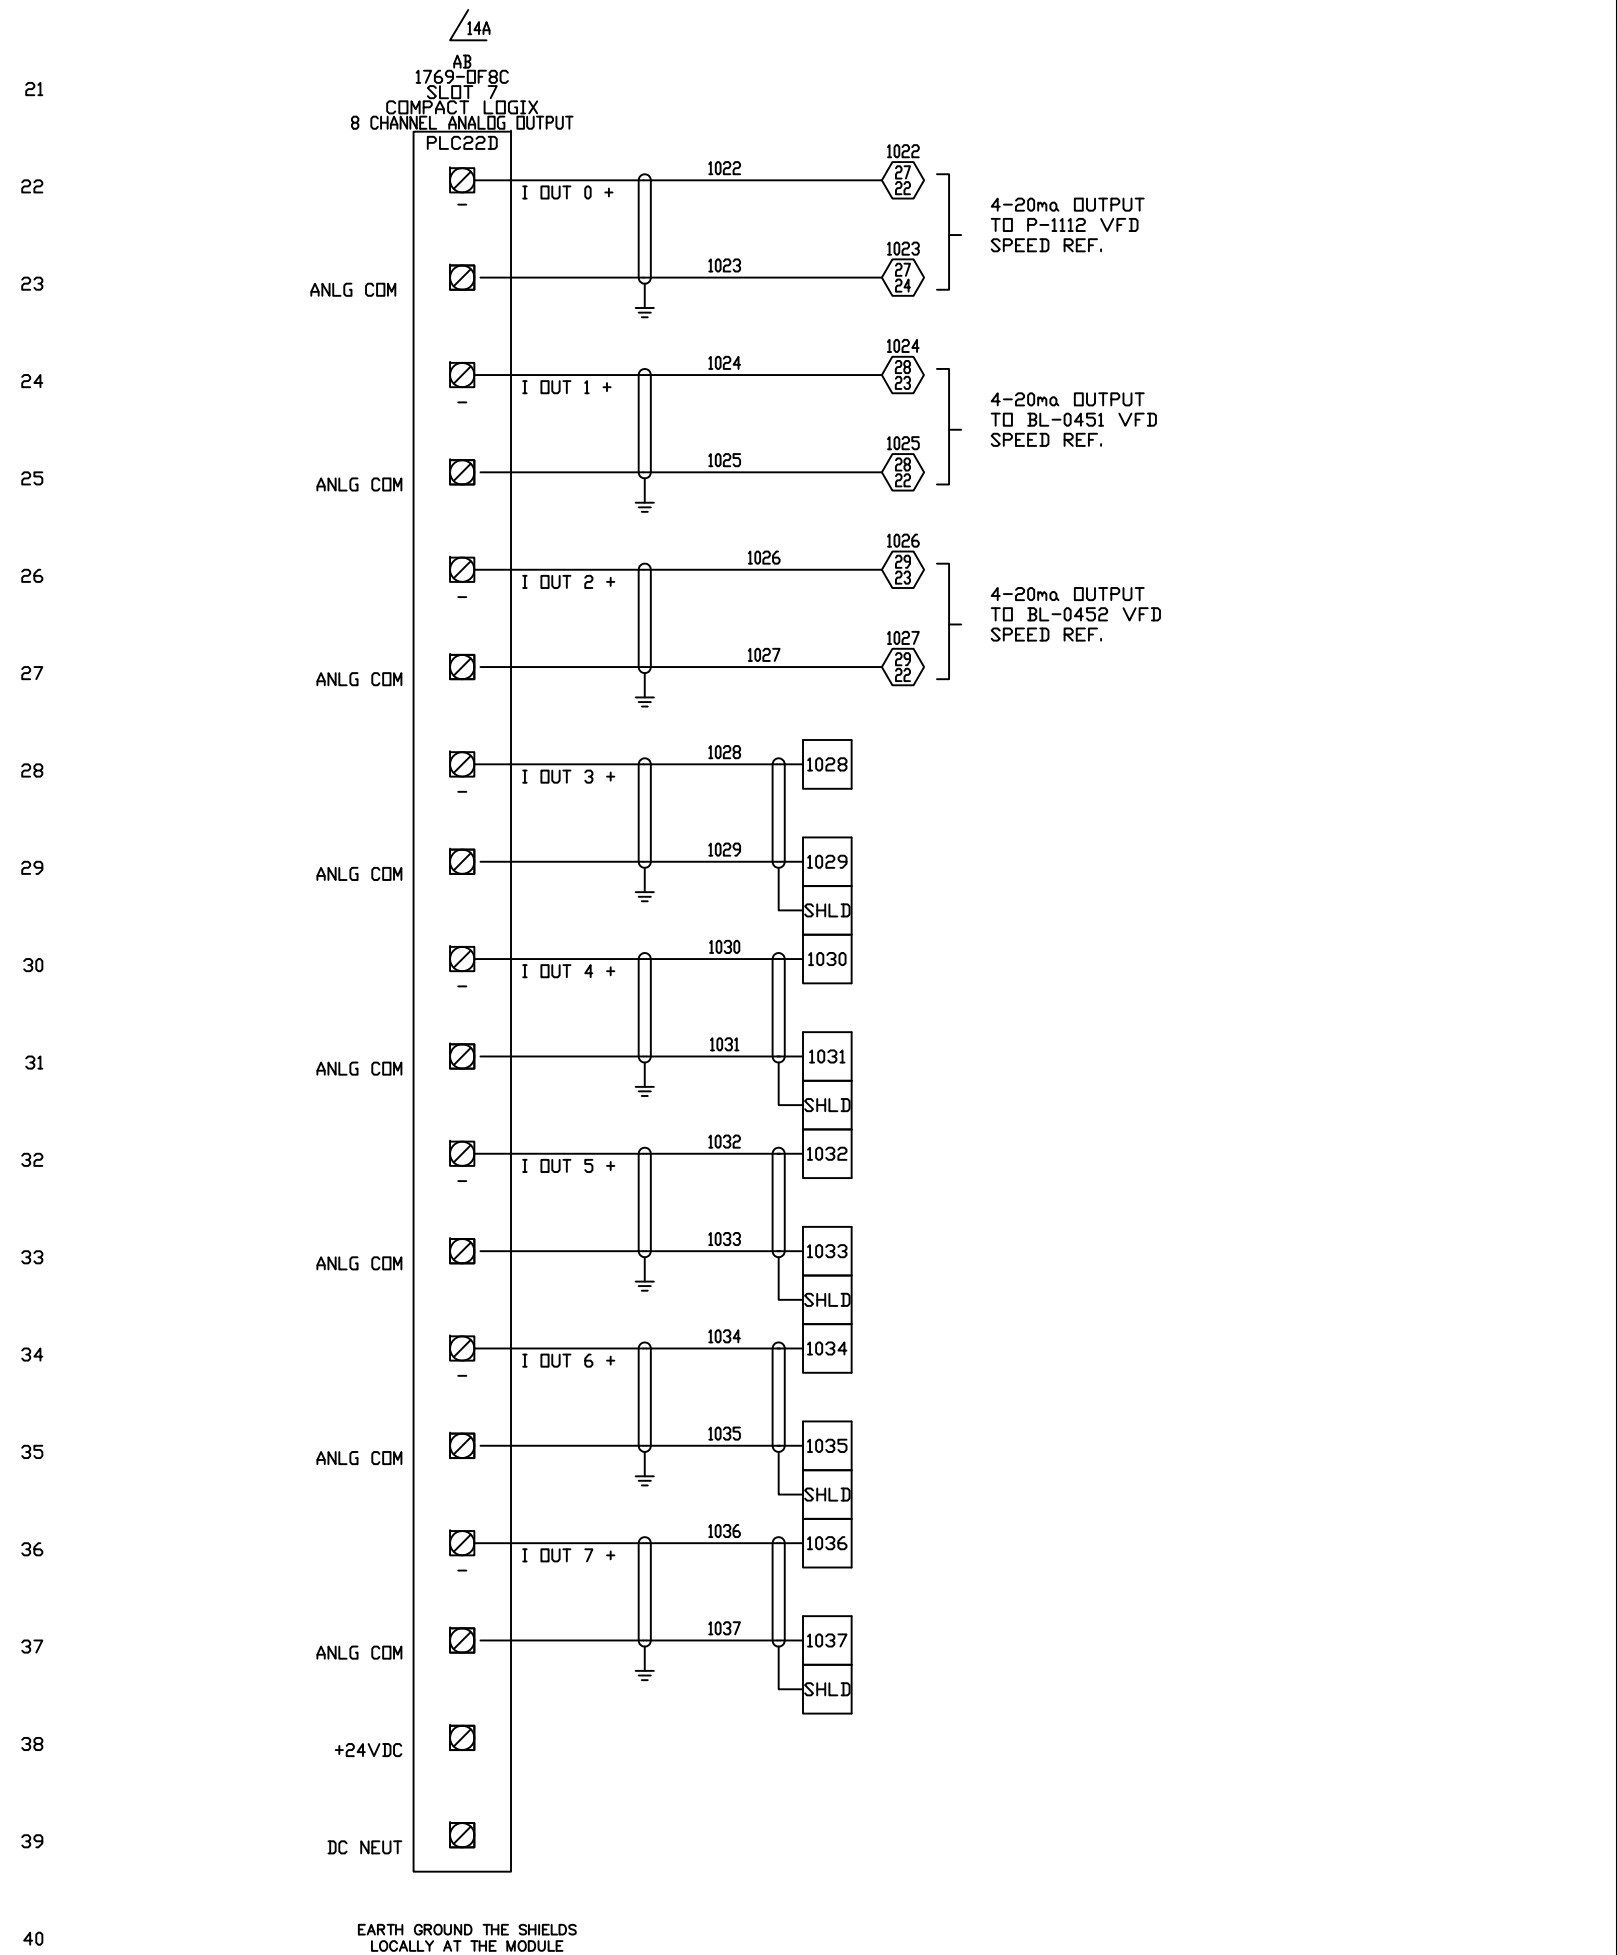 14A
AB
1769-OF8C
21
SLOT 7
COMPACT LOGIX
8 CHANNEL ANALOG OUTPUT
PLC22D
1022
22
1022
27
22
I OUT 0 +
-
4-20ma OUTPUT
TO P-1112 VFD
SPEED REF.
1023
23
ANLG COM
1023
27
24
1024
24
1024
28
23
I OUT 1 +
-
4-20ma OUTPUT
TO BL-0451 VFD
SPEED REF.
1025
25
ANLG COM
1025
28
22
1026
26
1026
29
23
I OUT 2 +
-
4-20ma OUTPUT
TO BL-0452 VFD
SPEED REF.
1027
27
ANLG COM
1027
29
22
28
1028
1028
I OUT 3 +
-
29
ANLG COM
1029
1029
SHLD
30
1030
1030
I OUT 4 +
-
31
ANLG COM
1031
1031
SHLD
32
1032
1032
I OUT 5 +
-
33
ANLG COM
1033
1033
SHLD
34
1034
1034
I OUT 6 +
-
35
ANLG COM
1035
1035
SHLD
36
1036
1036
I OUT 7 +
-
37
ANLG COM
1037
1037
SHLD
38
+24VDC
39
DC NEUT
40
EARTH GROUND THE SHIELDS
LOCALLY AT THE MODULE